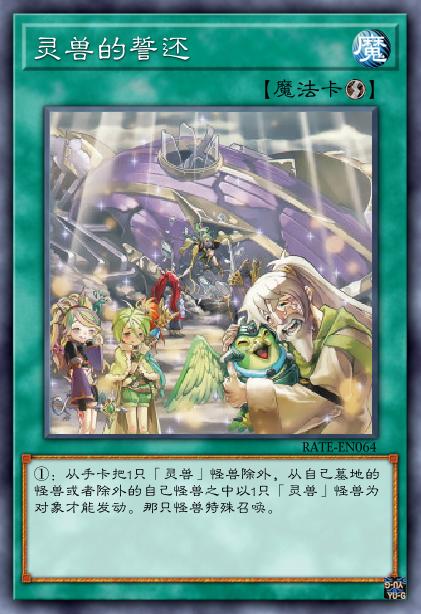 灵兽的誓还
魔
【魔法卡】
RATE-EN064
①：从手卡把1只「灵兽」怪兽除外，从自己墓地的
怪兽或者除外的自己怪兽之中以1只「灵兽」怪兽为
对象才能发动。那只怪兽特殊召唤。